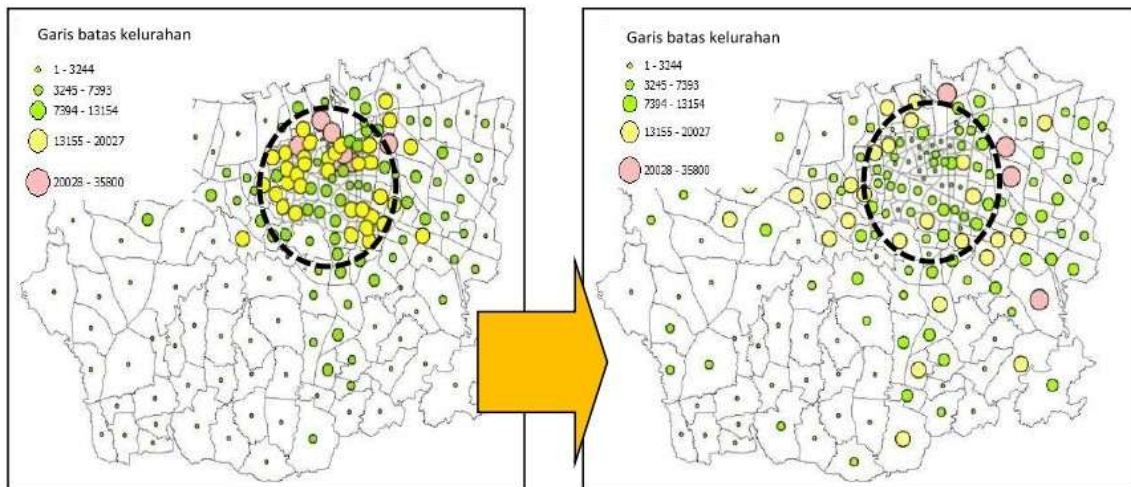 Garis batas kelurahan
1 - 3244
3245 - 7393
7394 - 13154
13155 - 20027
20028 - 35800
Garis batas kelurahan
1 - 3244
3245 - 7393
7394 - 13154
13155 - 20027
20028 - 35800